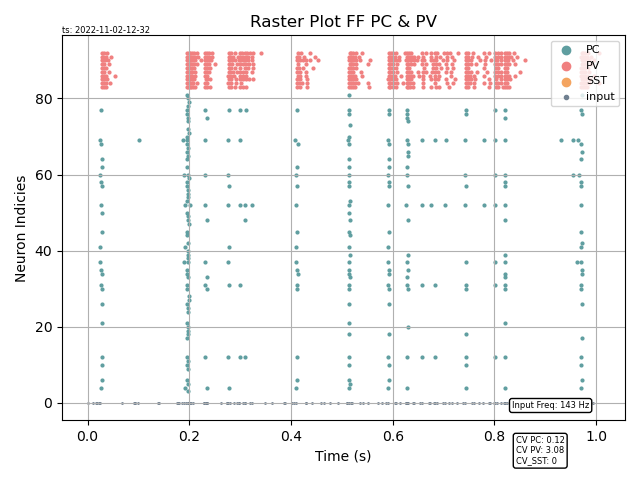 Raster Plot FF PC & PV
ts: 2022-11-02-12-32
PC
PV
SST
input
80
60
40
20
0
Neuron Indicies
Input Freq: 143 Hz
0.0 0.2 0.4 0.6 0.8 1.0
Time (s)
CV PC: 0.12
CV PV: 3.08
CV_SST: 0